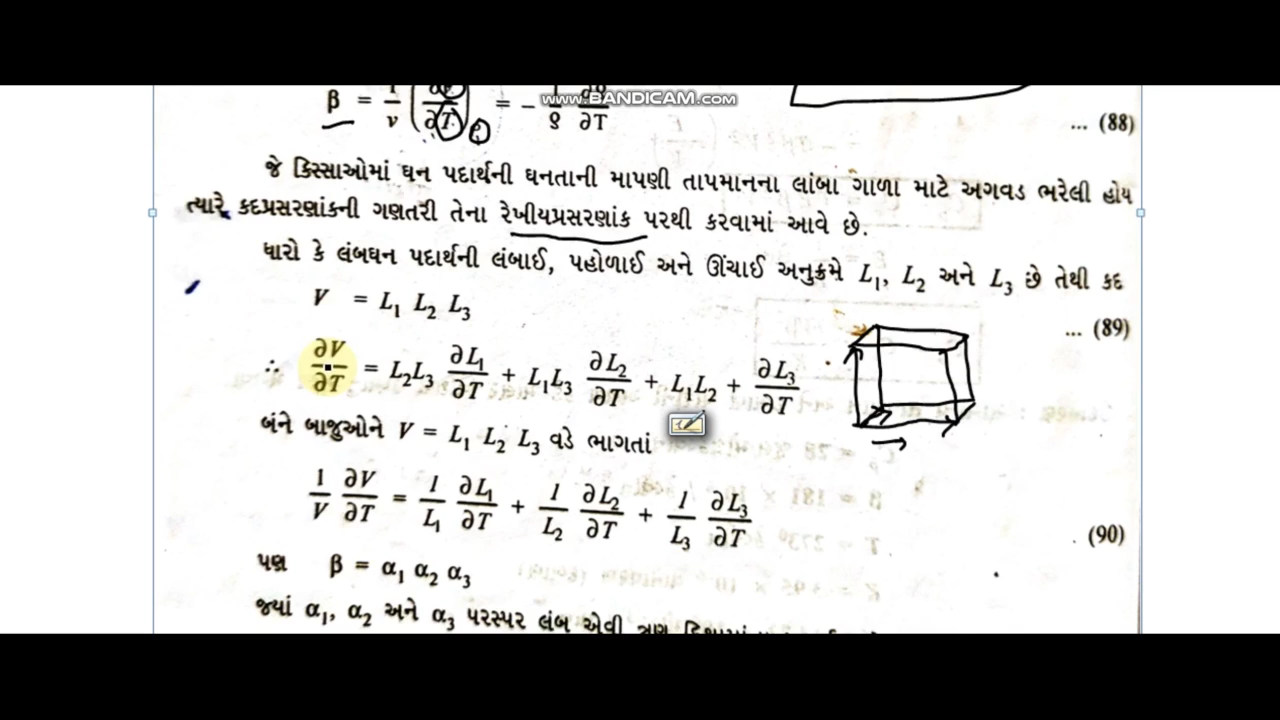 www.BANDICAM.com
β = 1/v (∂v/∂T)P = − 1/ϱ ∂ϱ/∂T ... (88)
જે કિસ્સાઓમાં ઘન પદાર્થની ઘનતાની માપણી તાપમાનના લાંબા ગાળા માટે અગવડ ભરેલી હોય
ત્યારે કદપ્રસરણાંકની ગણતરી તેના રેખીયપ્રસરણાંક પરથી કરવામાં આવે છે.
ધારો કે લંબઘન પદાર્થની લંબાઈ, પહોળાઈ અને ઊંચાઈ અનુક્રમે L₁, L₂ અને L₃ છે તેથી કદ
V = L₁ L₂ L₃ ... (89)
∴ ∂V/∂T = L₂L₃ ∂L₁/∂T + L₁L₃ ∂L₂/∂T + L₁L₂ + ∂L₃/∂T
બંને બાજુઓને V = L₁ L₂ L₃ વડે ભાગતાં
1/V ∂V/∂T = 1/L₁ ∂L₁/∂T + 1/L₂ ∂L₂/∂T + 1/L₃ ∂L₃/∂T (90)
પણ β = α₁ α₂ α₃
જ્યાં α₁, α₂ અને α₃ પરસ્પર લંબ એવી ત્રણ